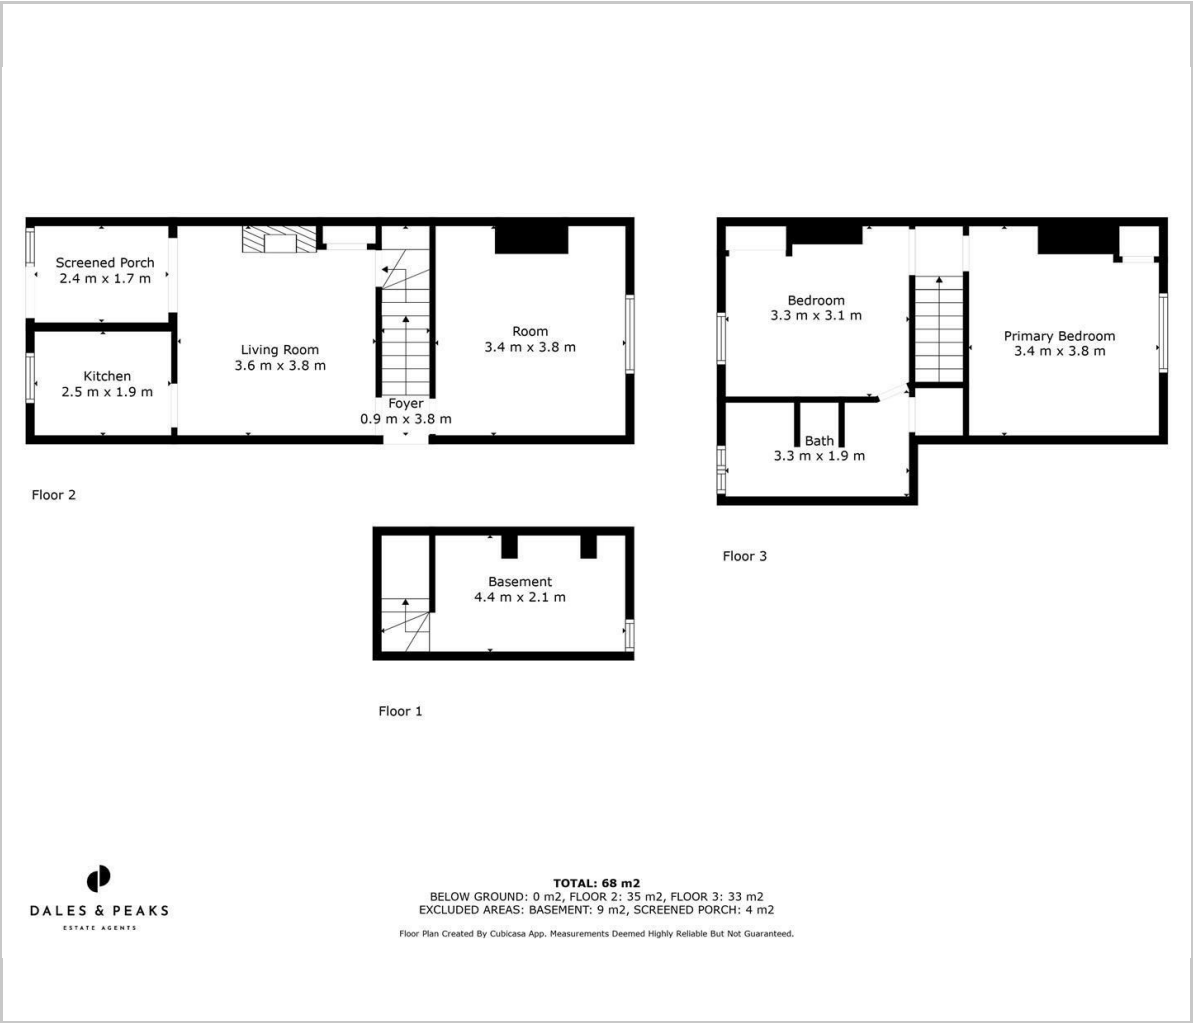 Screened Porch
2.4 m x 1.7 m
Kitchen
2.5 m x 1.9 m
Living Room
3.6 m x 3.8 m
Foyer
0.9 m x 3.8 m
Room
3.4 m x 3.8 m
Floor 2
Bedroom
3.3 m x 3.1 m
Primary Bedroom
3.4 m x 3.8 m
Bath
3.3 m x 1.9 m
Floor 3
Basement
4.4 m x 2.1 m
Floor 1
DALES & PEAKS
ESTATE AGENTS
TOTAL: 68 m2
BELOW GROUND: 0 m2, FLOOR 2: 35 m2, FLOOR 3: 33 m2
EXCLUDED AREAS: BASEMENT: 9 m2, SCREENED PORCH: 4 m2
Floor Plan Created By Cubicasa App. Measurements Deemed Highly Reliable But Not Guaranteed.